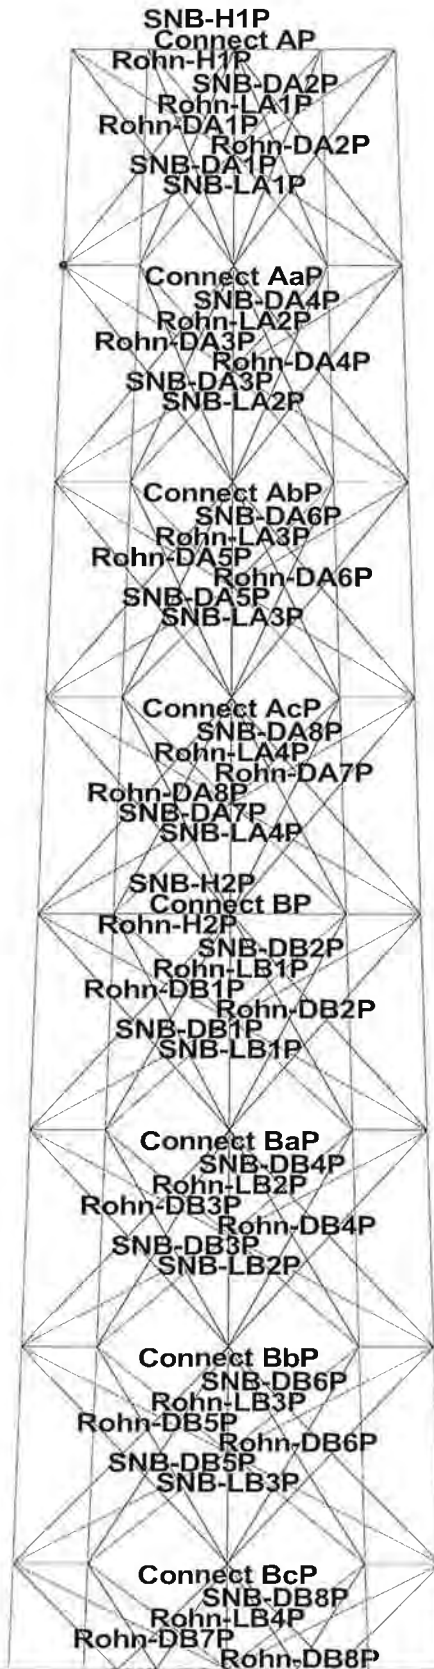 SNB-H1P
Connect AP
Rohn-H1P
SNB-DA2P
Rohn-LA1P
Rohn-DA1P
Rohn-DA2P
SNB-DA1P
SNB-LA1P
Connect AaP
SNB-DA4P
Rohn-LA2P
Rohn-DA3P
Rohn-DA4P
SNB-DA3P
SNB-LA2P
Connect AbP
SNB-DA6P
Rohn-LA3P
Rohn-DA5P
Rohn-DA6P
SNB-DA5P
SNB-LA3P
Connect AcP
SNB-DA8P
Rohn-LA4P
Rohn-DA7P
Rohn-DA8P
SNB-DA7P
SNB-LA4P
SNB-H2P
Connect BP
Rohn-H2P
SNB-DB2P
Rohn-LB1P
Rohn-DB1P
Rohn-DB2P
SNB-DB1P
SNB-LB1P
Connect BaP
SNB-DB4P
Rohn-LB2P
Rohn-DB3P
Rohn-DB4P
SNB-DB3P
SNB-LB2P
Connect BbP
SNB-DB6P
Rohn-LB3P
Rohn-DB5P
Rohn-DB6P
SNB-DB5P
SNB-LB3P
Connect BcP
SNB-DB8P
Rohn-LB4P
Rohn-DB7P
Rohn-DB8P